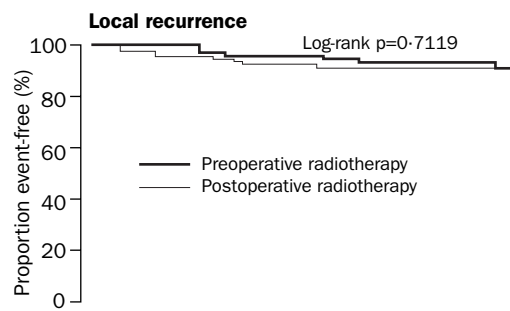 Local recurrence
Log-rank p=0·7119
Proportion event-free (%)
100
80
60
40
20
0
Preoperative radiotherapy
Postoperative radiotherapy